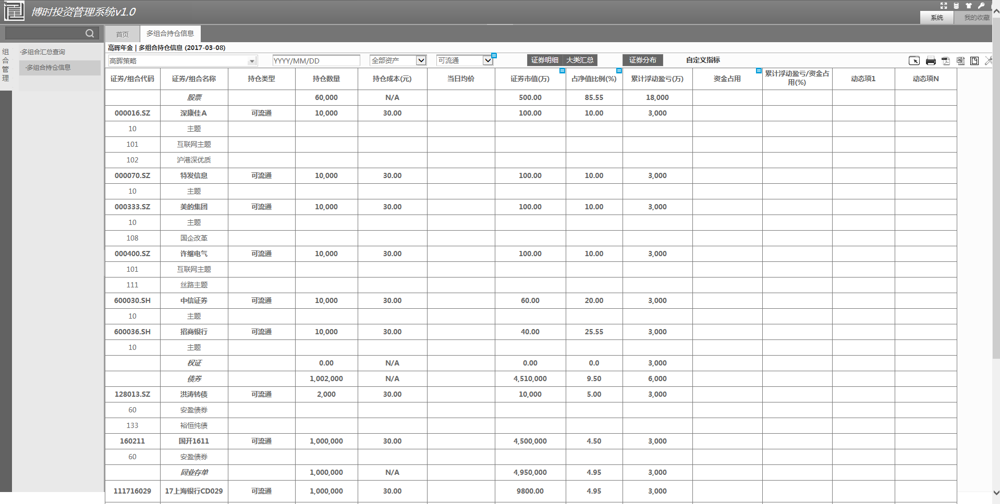 博时投资管理系统v1.0
系统 我的收藏
首页 多组合持仓信息
组合管理
·多组合汇总查询
·多组合持仓信息
高晖年金 | 多组合持仓信息 (2017-03-08)
高晖策略 YYYY/MM/DD 全部资产 可流通 证券明细 大类汇总 证券分布 自定义指标
证券/组合代码 证券/组合名称 持仓类型 持仓数量 持仓成本(元) 当日均价 证券市值(万) 占净值比例(%) 累计浮动盈亏(万) 资金占用 累计浮动盈亏/资金占用(%) 动态项1 动态项N
股票 60,000 N/A 500.00 85.55 18,000
000016.SZ 深康佳A 可流通 10,000 30.00 100.00 10.00 3,000
10 主题
101 互联网主题
102 沪港深优质
000070.SZ 特发信息 可流通 10,000 30.00 100.00 10.00 3,000
10 主题
000333.SZ 美的集团 可流通 10,000 30.00 100.00 10.00 3,000
10 主题
108 国企改革
000400.SZ 许继电气 可流通 10,000 30.00 100.00 10.00 3,000
101 互联网主题
111 丝路主题
600030.SH 中信证券 可流通 10,000 30.00 60.00 20.00 3,000
10 主题
600036.SH 招商银行 可流通 10,000 30.00 40.00 25.55 3,000
10 主题
权证 0.00 N/A 0.00 0.0 3,000
债券 1,002,000 N/A 4,510,000 9.50 6,000
128013.SZ 洪涛转债 可流通 2,000 30.00 10,000 5.00 3,000
60 安盈债券
133 裕恒纯债
160211 国开1611 可流通 1,000,000 30.00 4,500,000 4.50 3,000
60 安盈债券
同业存单 1,000,000 N/A 4,950,000 4.95 3,000
111716029 17上海银行CD029 可流通 1,000,000 30.00 9800.00 4.95 3,000